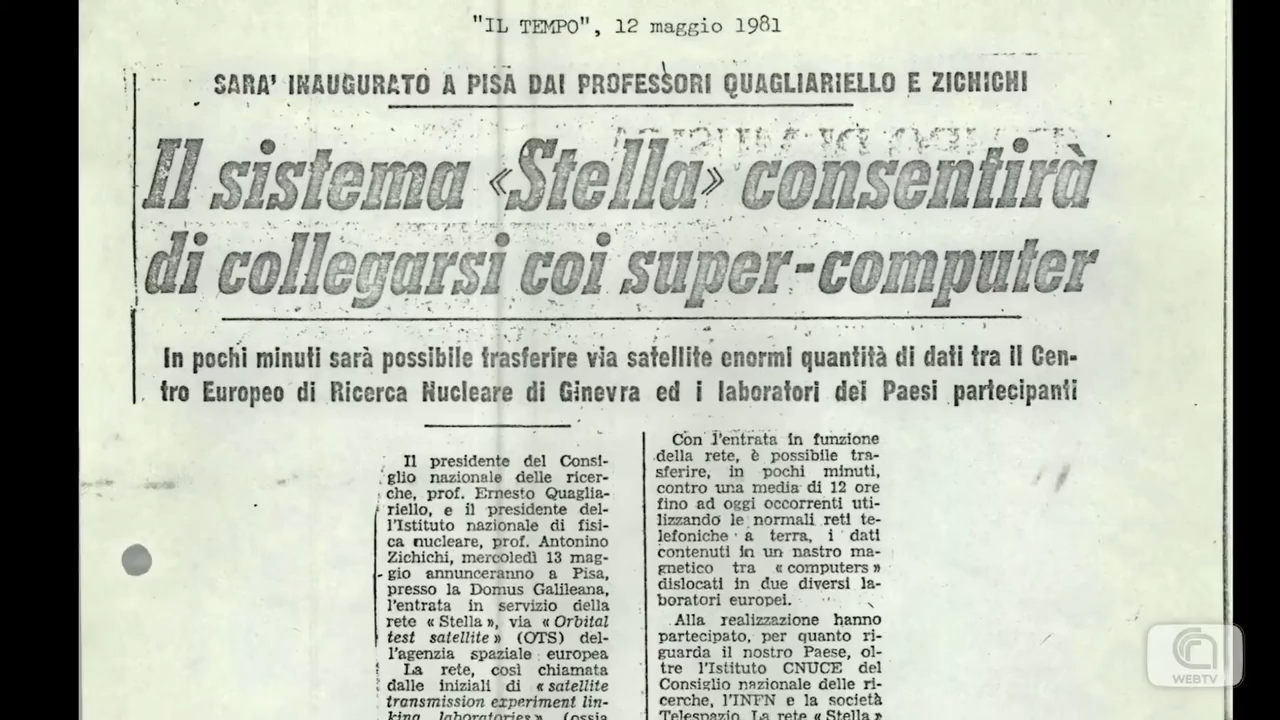 "IL TEMPO", 12 maggio 1981
SARA' INAUGURATO A PISA DAI PROFESSORI QUAGLIARIELLO E ZICHICHI
Il sistema «Stella» consentirà
di collegarsi coi super-computer
In pochi minuti sarà possibile trasferire via satellite enormi quantità di dati tra il Cen-
tro Europeo di Ricerca Nucleare di Ginevra ed i laboratori dei Paesi partecipanti
Il presidente del Consi-
glio nazionale delle ricer-
che, prof. Ernesto Quaglia-
riello, e il presidente del-
l'Istituto nazionale di fisi-
ca nucleare, prof. Antonino
Zichichi, mercoledì 13 mag-
gio annunceranno a Pisa,
presso la Domus Galileana,
l'entrata in servizio della
rete «Stella», via «Orbital
test satellite» (OTS) del-
l'agenzia spaziale europea
La rete, così chiamata
dalle iniziali di «satellite
transmission experiment lin-
king laboratories» (ossia
Con l'entrata in funzione
della rete, è possibile tra-
sferire, in pochi minuti,
contro una media di 12 ore
fino ad oggi occorrenti uti-
lizzando le normali reti te-
lefoniche a terra, i dati
contenuti in un nastro ma-
gnetico tra «computers»
dislocati in due diversi la-
boratori europei.
Alla realizzazione hanno
partecipato, per quanto ri-
guarda il nostro Paese, ol-
tre l'Istituto CNUCE del
Consiglio nazionale delle ri-
cerche, l'INFN e la società
Telespazio. La rete «Stella»
WEBTV